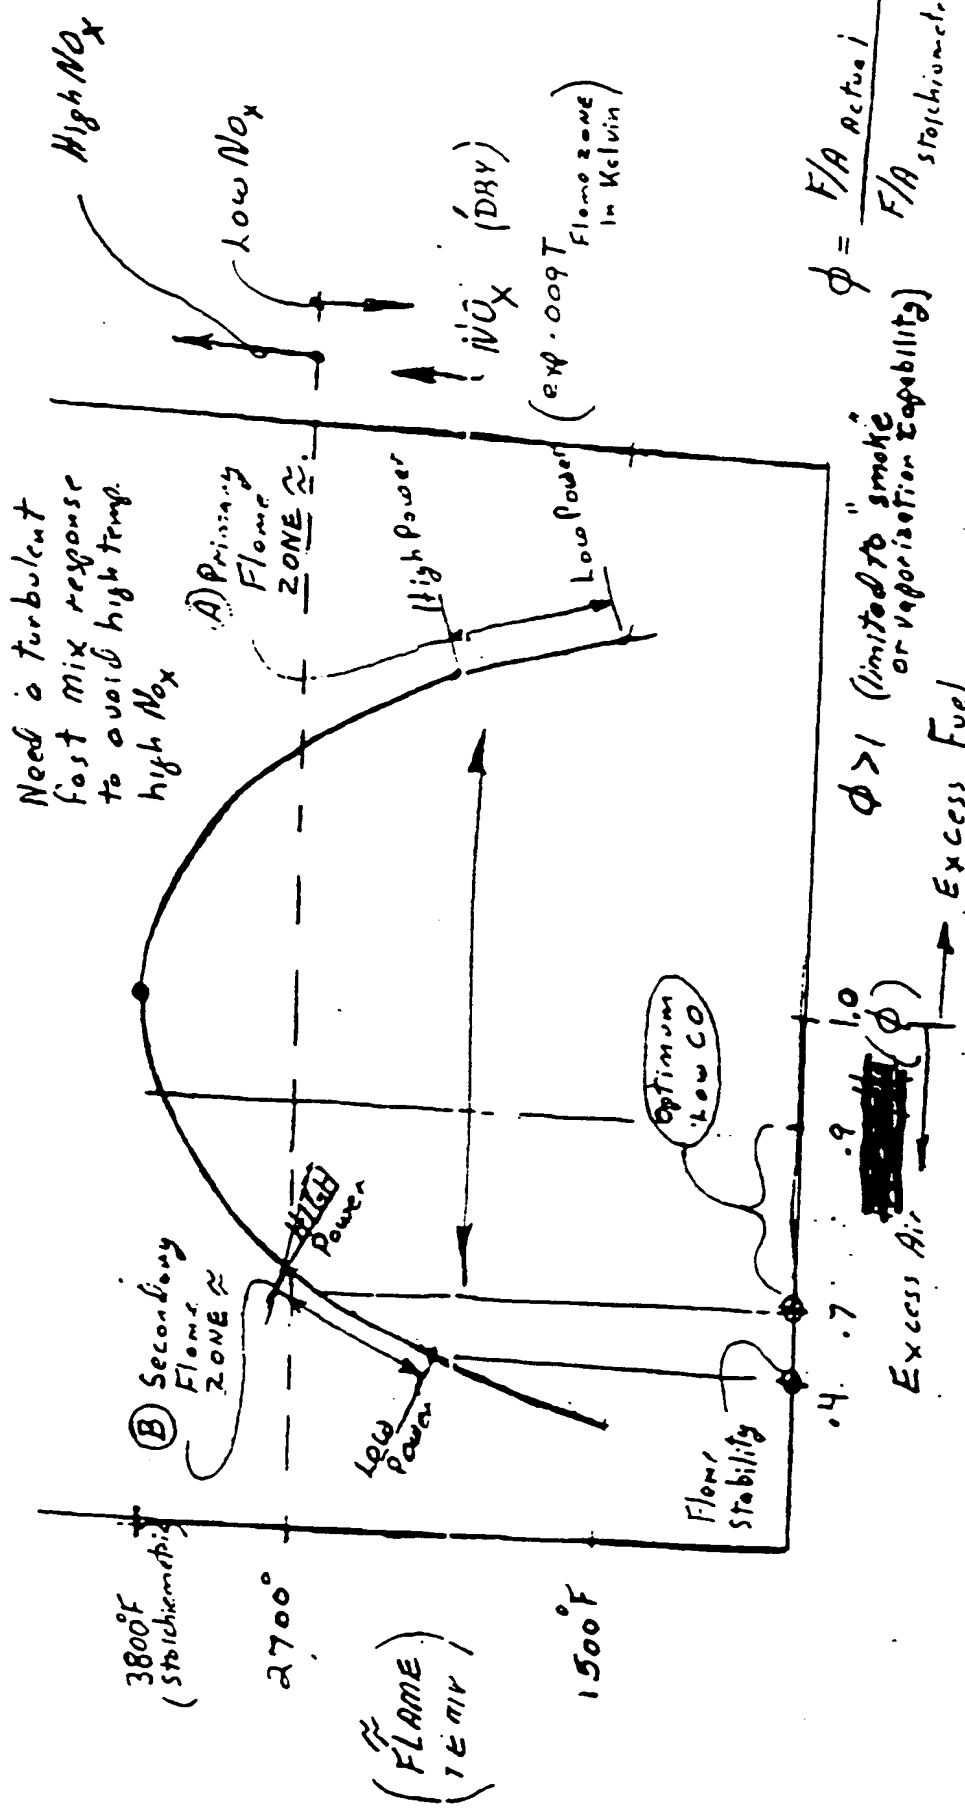 Need a turbulent
fast mix response
to avoid high temp.
high NOx
High NOx
Low NOx
(A) Primary
Flame
ZONE ≈.
High Power
Low Power
NOx (DRY)
(exp .009T Flame zone
in Kelvin)
(B) Secondary
Flame
ZONE ≈
HIGH
Power
Low
Power
3800°F
(Stoichiometric)
2700°
(≈
FLAME
1500°F
Flame
Stability
Optimum
Low CO
.4 .7 .9 1.0
(ϕ)
Excess Air
Excess Fuel
ϕ >1 (limited to "smoke"
or vaporization capability)
ϕ = F/A Actual
F/A stoichiometr.